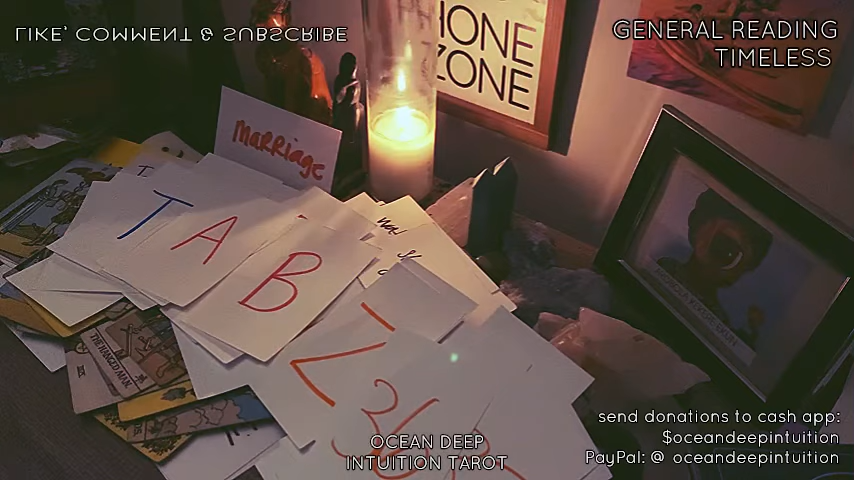 LIKE, COMMENT & SUBSCRIBE
GENERAL READING
TIMELESS
HONE
ZONE
Marriage
T
A
B
THE HANGED MAN.
36
OCEAN DEEP
INTUITION TAROT
send donations to cash app:
$oceandeepintuition
PayPal: @ oceandeepintuition